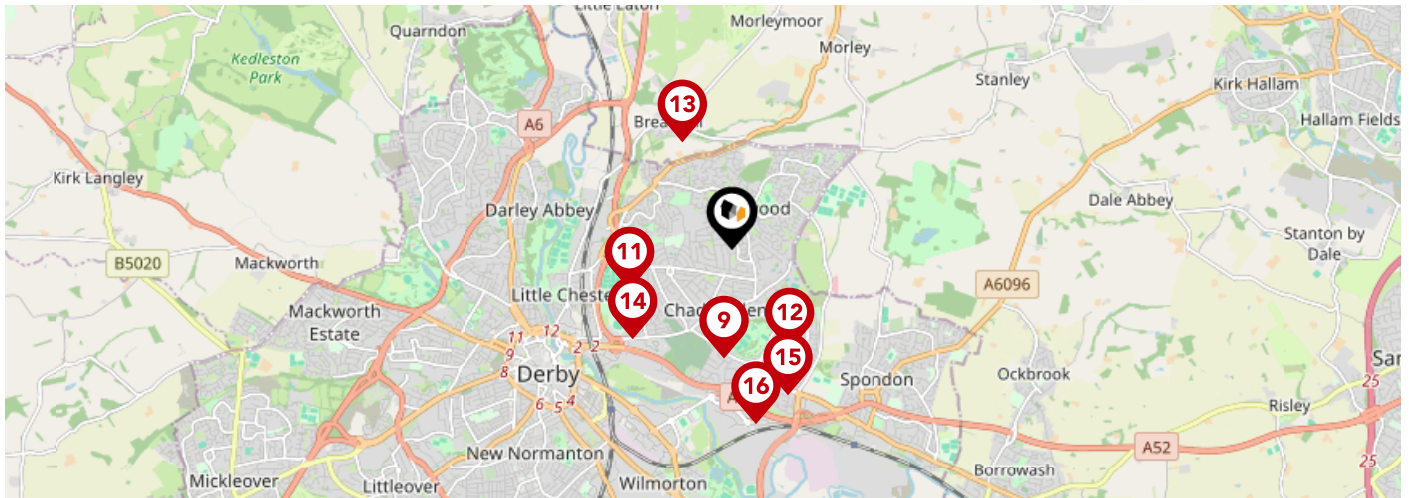 Little Eaton
Quarndon
Morleymoor
Morley
Kedleston
Park
Stanley
Kirk Hallam
13
A6
Hallam Fields
Kirk Langley
Darley Abbey
Dale Abbey
Stanton by
Dale
11
B5020
Mackworth
A6096
Little Chester
14
Mackworth
Estate
9
12
11
12
9
2
2
8
15
Derby
Spondon
Ockbrook
16
25
6
5
4
Risley
A52
New Normanton
25
Mickleover
Littleover
Wilmorton
Borrowash